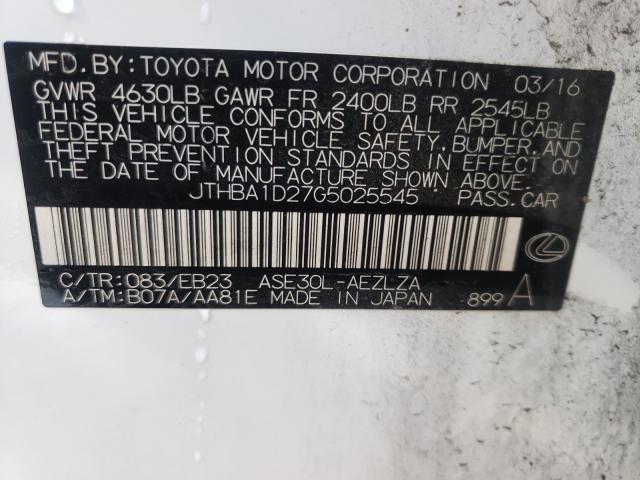 MFD. BY: TOYOTA MOTOR CORPORATION 03/16
GVWR 4630LB GAWR FR 2400LB RR 2545LB
THIS VEHICLE CONFORMS TO ALL APPLICABLE
FEDERAL MOTOR VEHICLE SAFETY, BUMPER, AND
THEFT PREVENTION STANDARDS IN EFFECT ON
THE DATE OF MANUFACTURE SHOWN ABOVE.
JTHBA1D27G5025545 PASS. CAR
C/TR: 083/EB23 ASE30L-AEZLZA
A/TM: B07A/AA81E MADE IN JAPAN 899 A